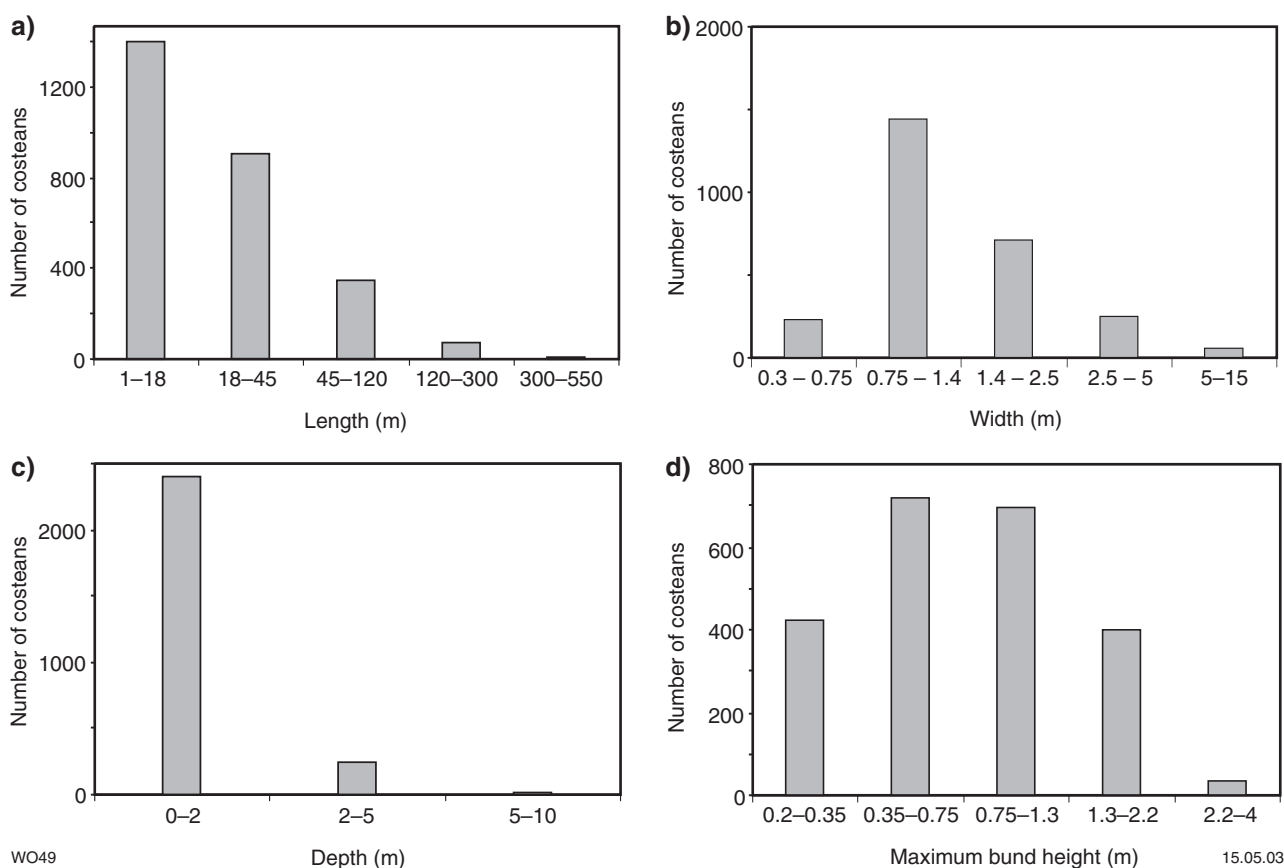 a)
Number of costeans
1200
800
400
0
1–18 18–45 45–120 120–300 300–550
Length (m)
b)
Number of costeans
2000
1000
0
0.3 – 0.75 0.75 – 1.4 1.4 – 2.5 2.5 – 5 5–15
Width (m)
c)
Number of costeans
2000
1000
0
0–2 2–5 5–10
Depth (m)
d)
Number of costeans
800
600
400
200
0
0.2–0.35 0.35–0.75 0.75–1.3 1.3–2.2 2.2–4
Maximum bund height (m)
WO49
15.05.03